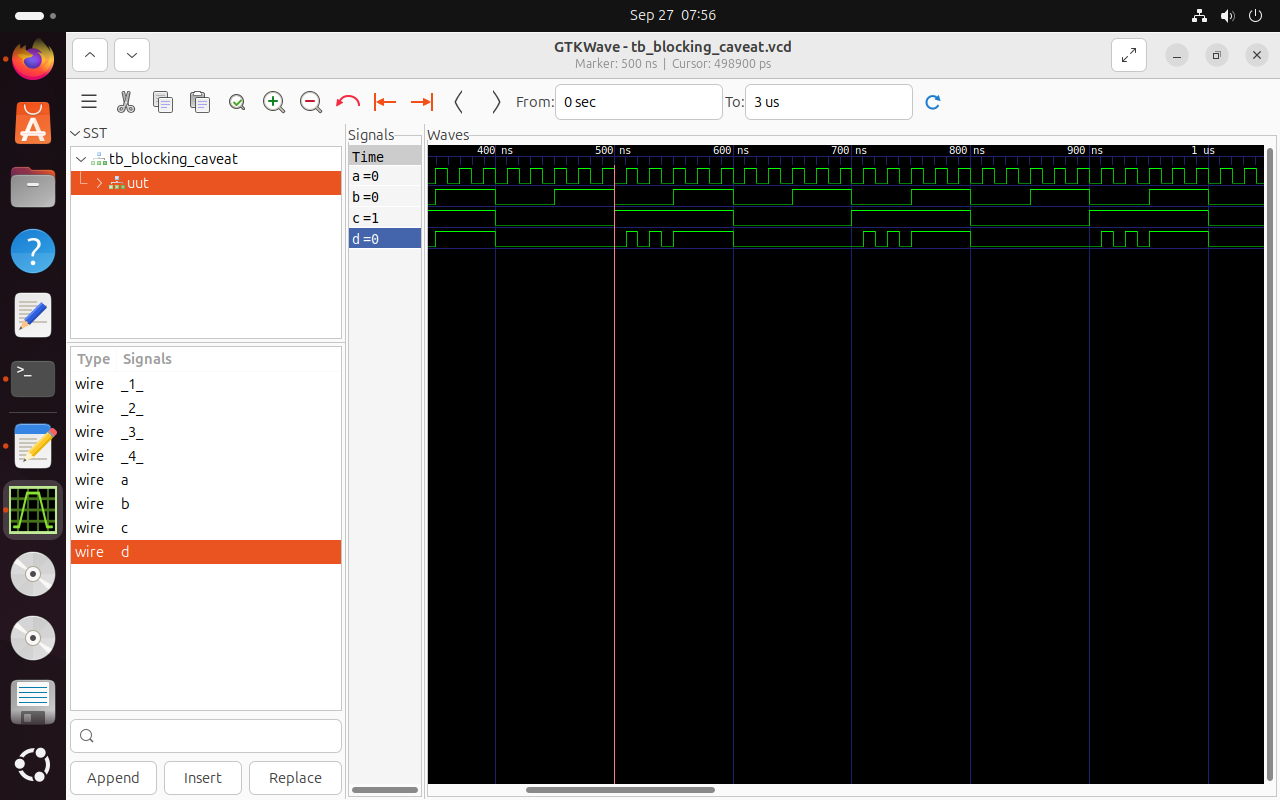 Sep 27 07:56
GTKWave - tb_blocking_caveat.vcd
Marker: 500 ns | Cursor: 498900 ps
From:
0 sec
To:
3 us
SST
tb_blocking_caveat
uut
Type Signals
wire _1_
wire _2_
wire _3_
wire _4_
wire a
wire b
wire c
wire d
Append
Insert
Replace
Signals
Time
a=0
b=0
c=1
d=0
Waves
400 ns 500 ns 600 ns 700 ns 800 ns 900 ns 1 us